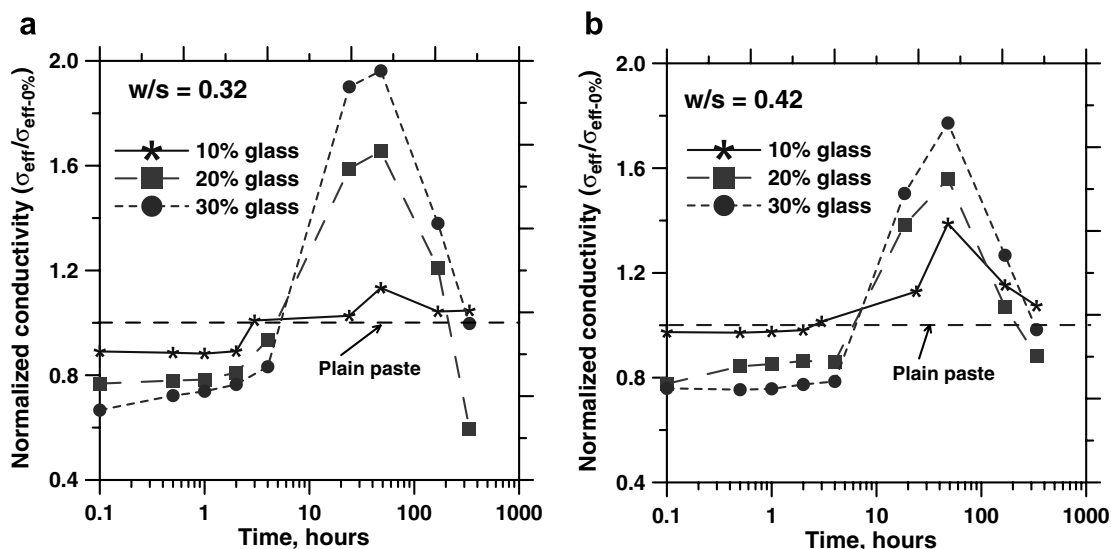 a
Normalized conductivity (σeff/σeff-0%)
2.0
1.6
1.2
0.8
0.4
w/s = 0.32
10% glass
20% glass
30% glass
Plain paste
0.1 1 10 100 1000
Time, hours
b
Normalized conductivity (σeff/σeff-0%)
2.0
1.6
1.2
0.8
0.4
w/s = 0.42
10% glass
20% glass
30% glass
Plain paste
0.1 1 10 100 1000
Time, hours